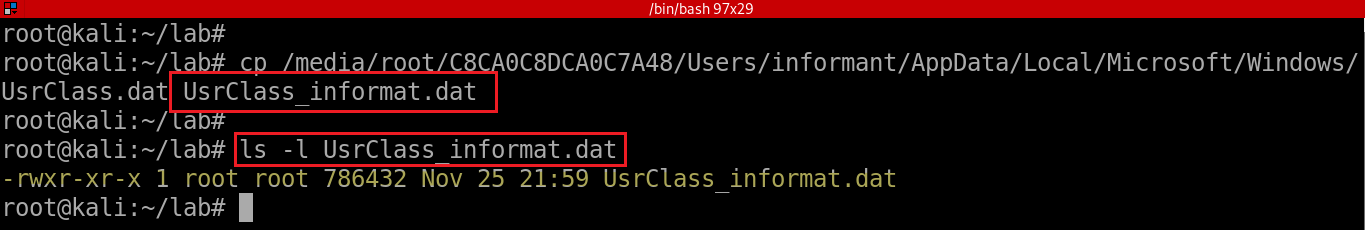 /bin/bash 97x29
root@kali:~/lab#
root@kali:~/lab# cp /media/root/C8CA0C8DCA0C7A48/Users/informant/AppData/Local/Microsoft/Windows/
UsrClass.dat UsrClass_informat.dat
root@kali:~/lab#
root@kali:~/lab# ls -l UsrClass_informat.dat
-rwxr-xr-x 1 root root 786432 Nov 25 21:59 UsrClass_informat.dat
root@kali:~/lab#